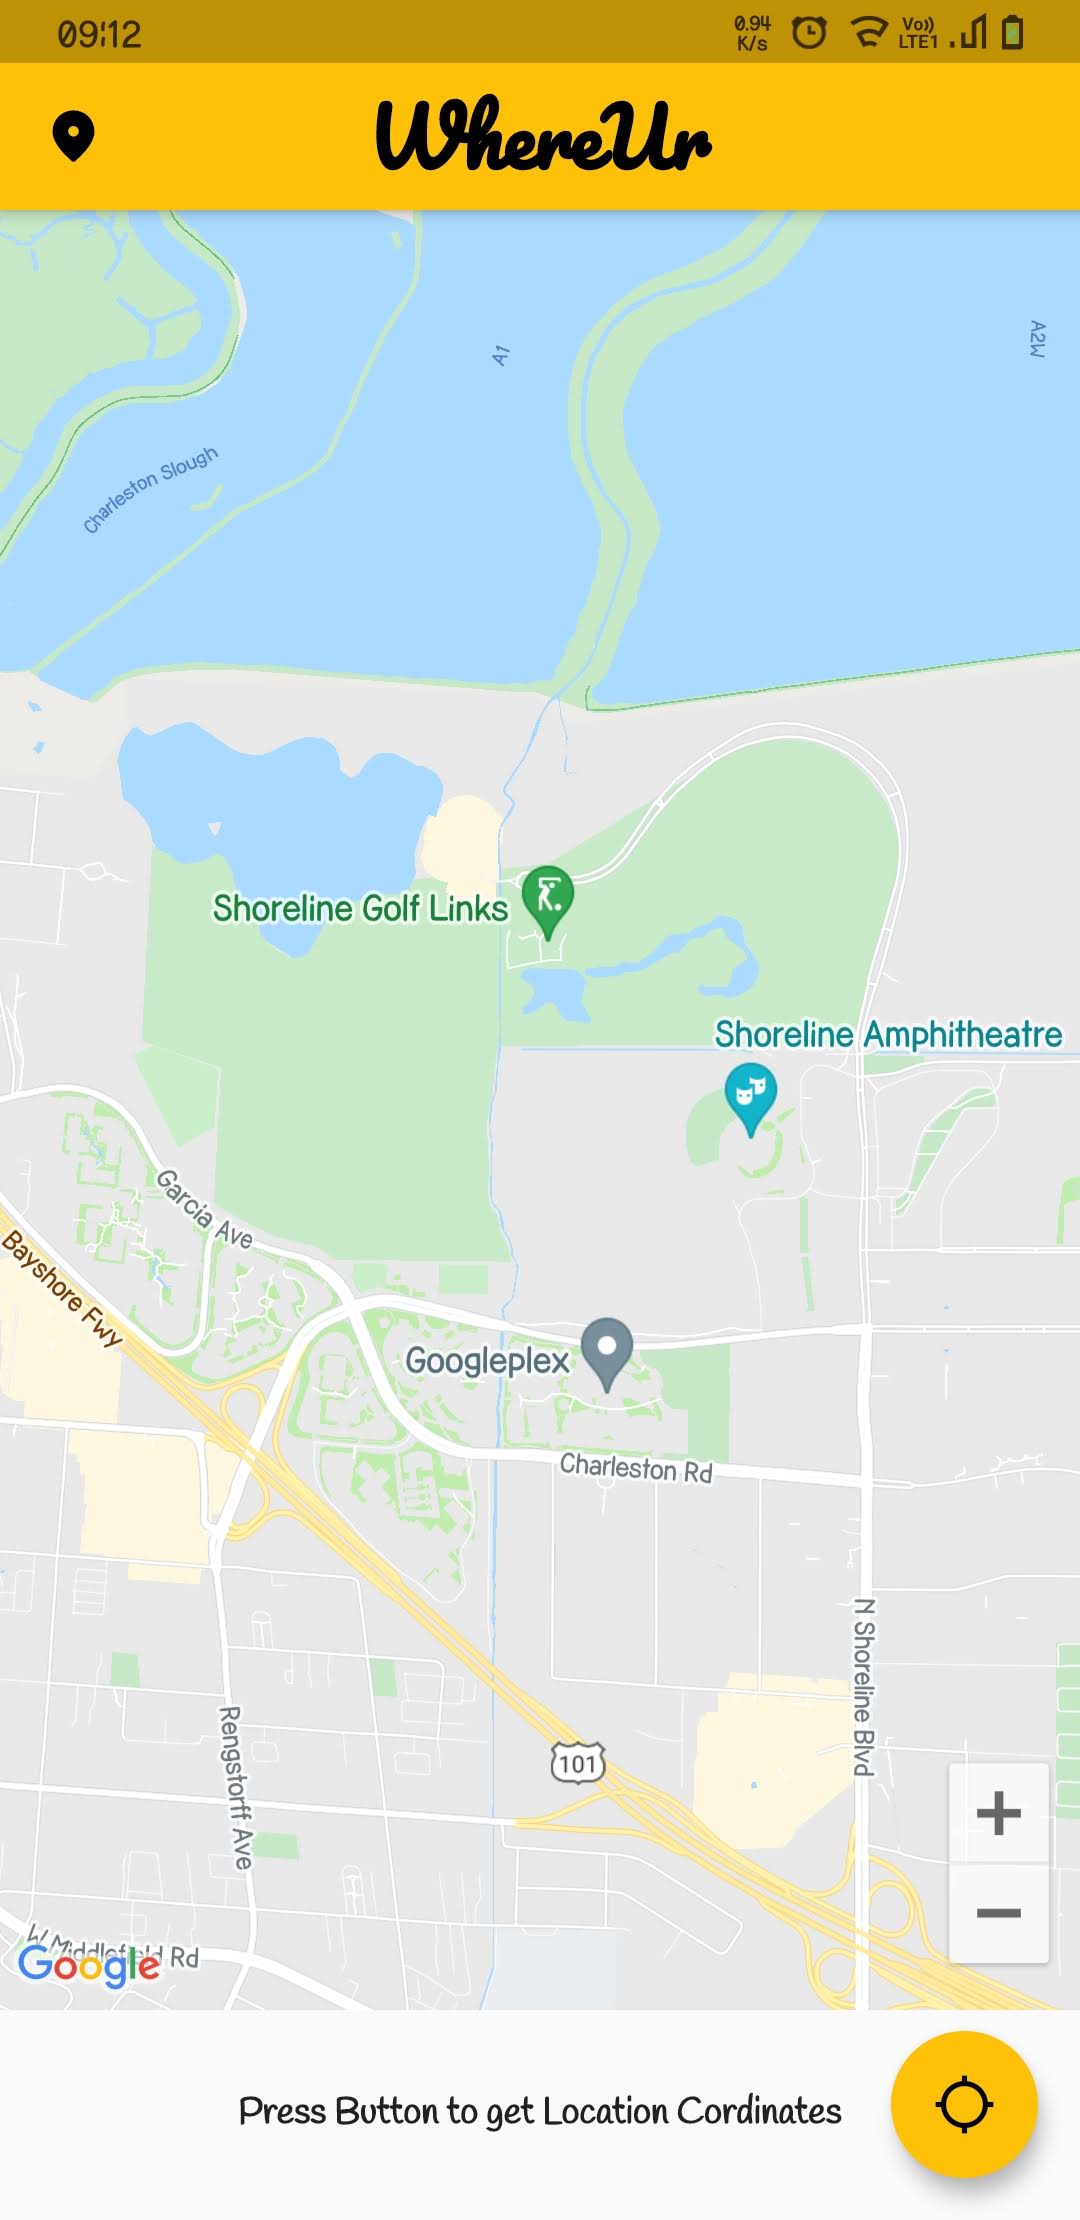 09:12
0.94
K/s
Vo))
LTE1
WhereUr
A1
A2W
Charleston Slough
Shoreline Golf Links
Shoreline Amphitheatre
Garcia Ave
Bayshore Fwy
Googleplex
Charleston Rd
N Shoreline Blvd
Rengstorff Ave
101
W Middlefield Rd
Google
Press Button to get Location Cordinates